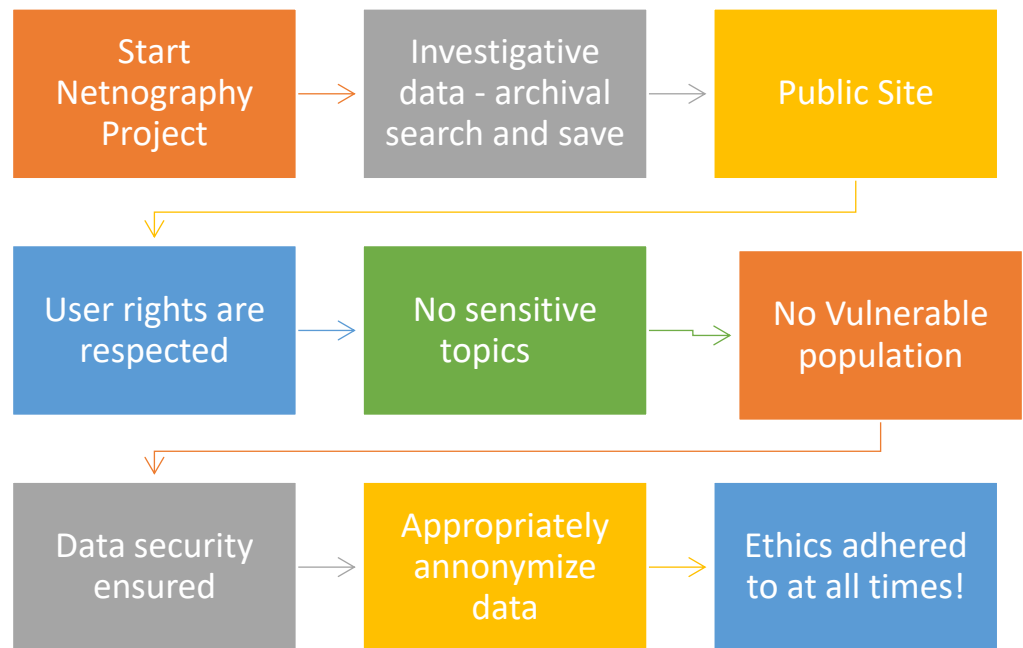 Start
Netnography
Project
Investigative
data - archival
search and save
Public Site
User rights are
respected
No sensitive
topics
No Vulnerable
population
Data security
ensured
Appropriately
annonymize
data
Ethics adhered
to at all times!